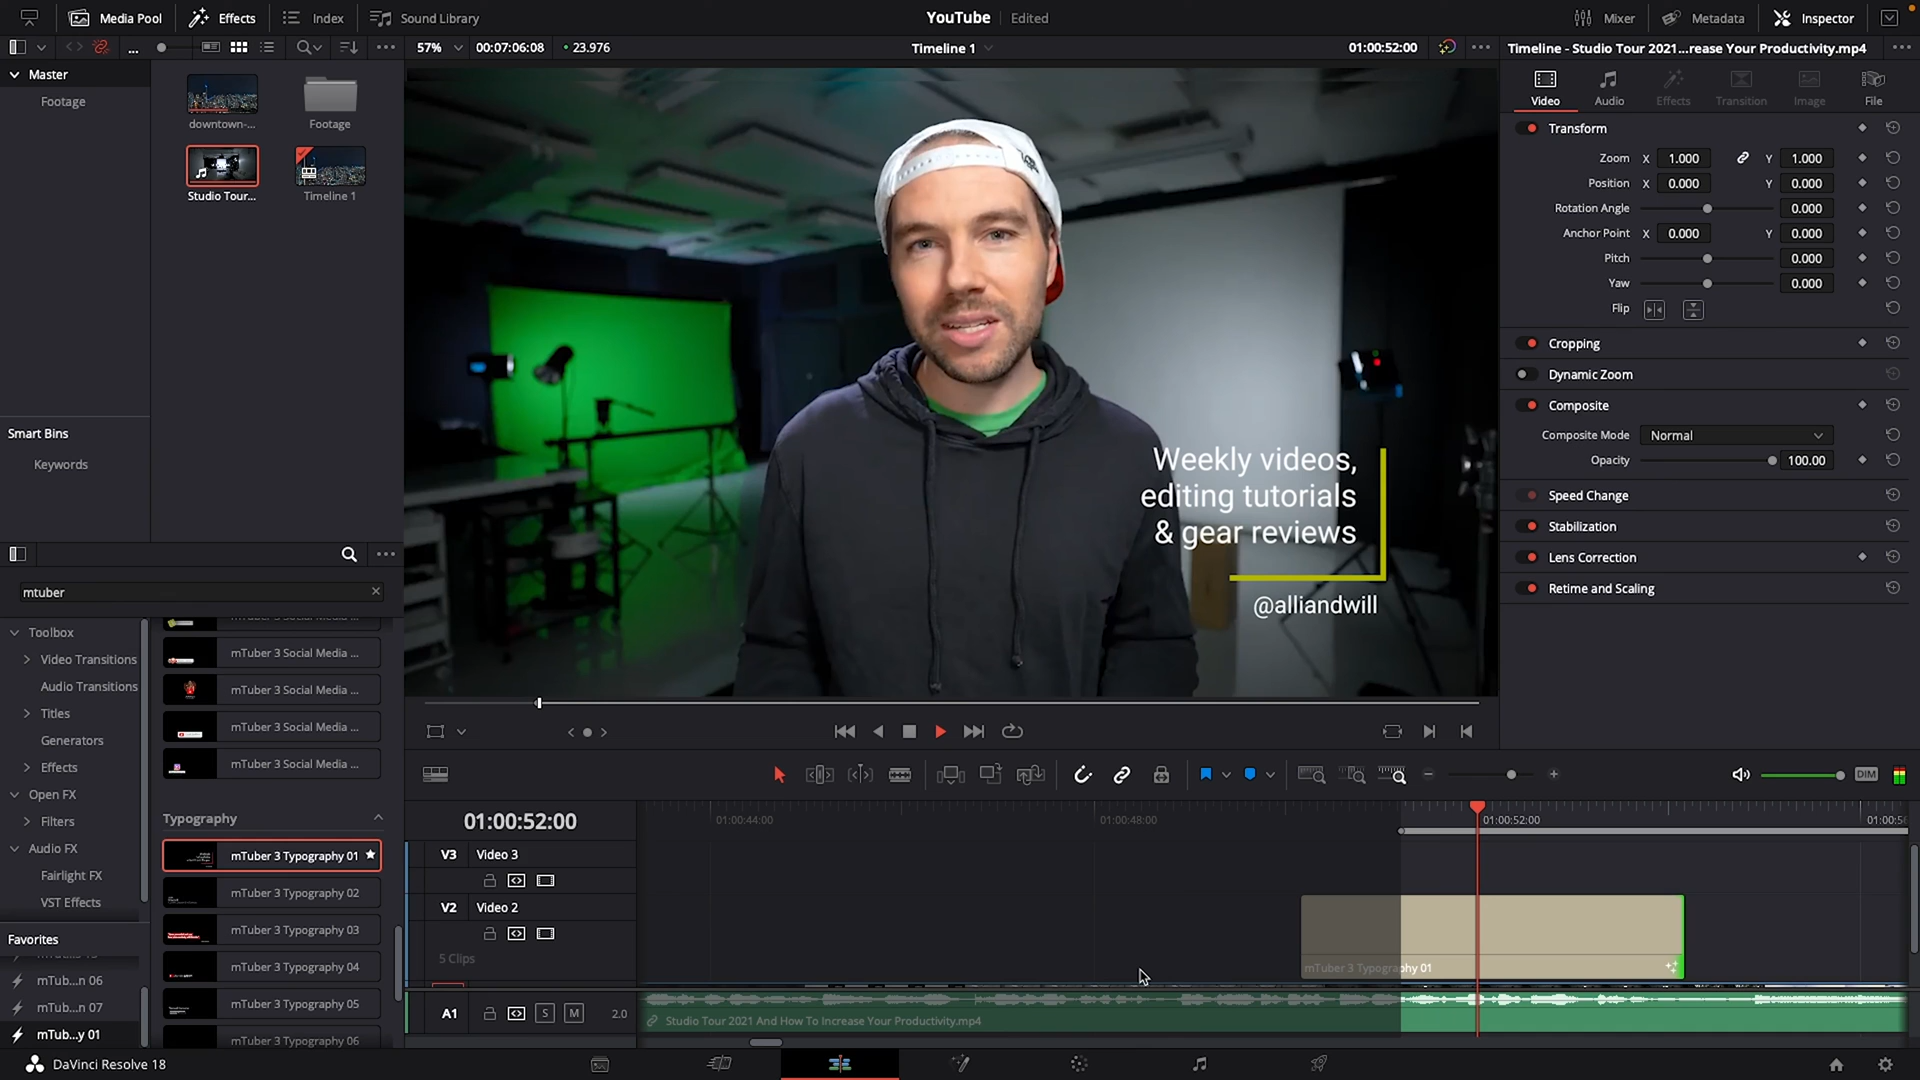 Media Pool
Effects
Index
Sound Library
YouTube
Edited
Mixer
Metadata
Inspector
57%
00:07:06:08
23.976
Timeline 1
01:00:52:00
Timeline - Studio Tour 2021...rease Your Productivity.mp4
Master
Footage
downtown-...
Footage
Studio Tour...
Timeline 1
Video
Audio
Effects
Transition
Image
File
Transform
Zoom X 1.000 Y 1.000
Position X 0.000 Y 0.000
Rotation Angle 0.000
Anchor Point X 0.000 Y 0.000
Pitch 0.000
Yaw 0.000
Flip
Cropping
Dynamic Zoom
Composite
Composite Mode Normal
Opacity 100.00
Speed Change
Stabilization
Lens Correction
Retime and Scaling
Weekly videos,
editing tutorials
& gear reviews
@alliandwill
Smart Bins
Keywords
mtuber
Toolbox
Video Transitions
Audio Transitions
Titles
Generators
Effects
Open FX
Filters
Audio FX
Fairlight FX
VST Effects
Favorites
mTub...n 06
mTub...n 07
mTub...y 01
mTuber 3 Social Media ...
mTuber 3 Social Media ...
mTuber 3 Social Media ...
mTuber 3 Social Media ...
Typography
mTuber 3 Typography 01
mTuber 3 Typography 02
mTuber 3 Typography 03
mTuber 3 Typography 04
mTuber 3 Typography 05
mTuber 3 Typography 06
DIM
01:00:52:00
01:00:44:00
01:00:48:00
01:00:52:00
V3 Video 3
V2 Video 2
5 Clips
mTuber 3 Typography 01
A1 S M 2.0
Studio Tour 2021 And How To Increase Your Productivity.mp4
DaVinci Resolve 18